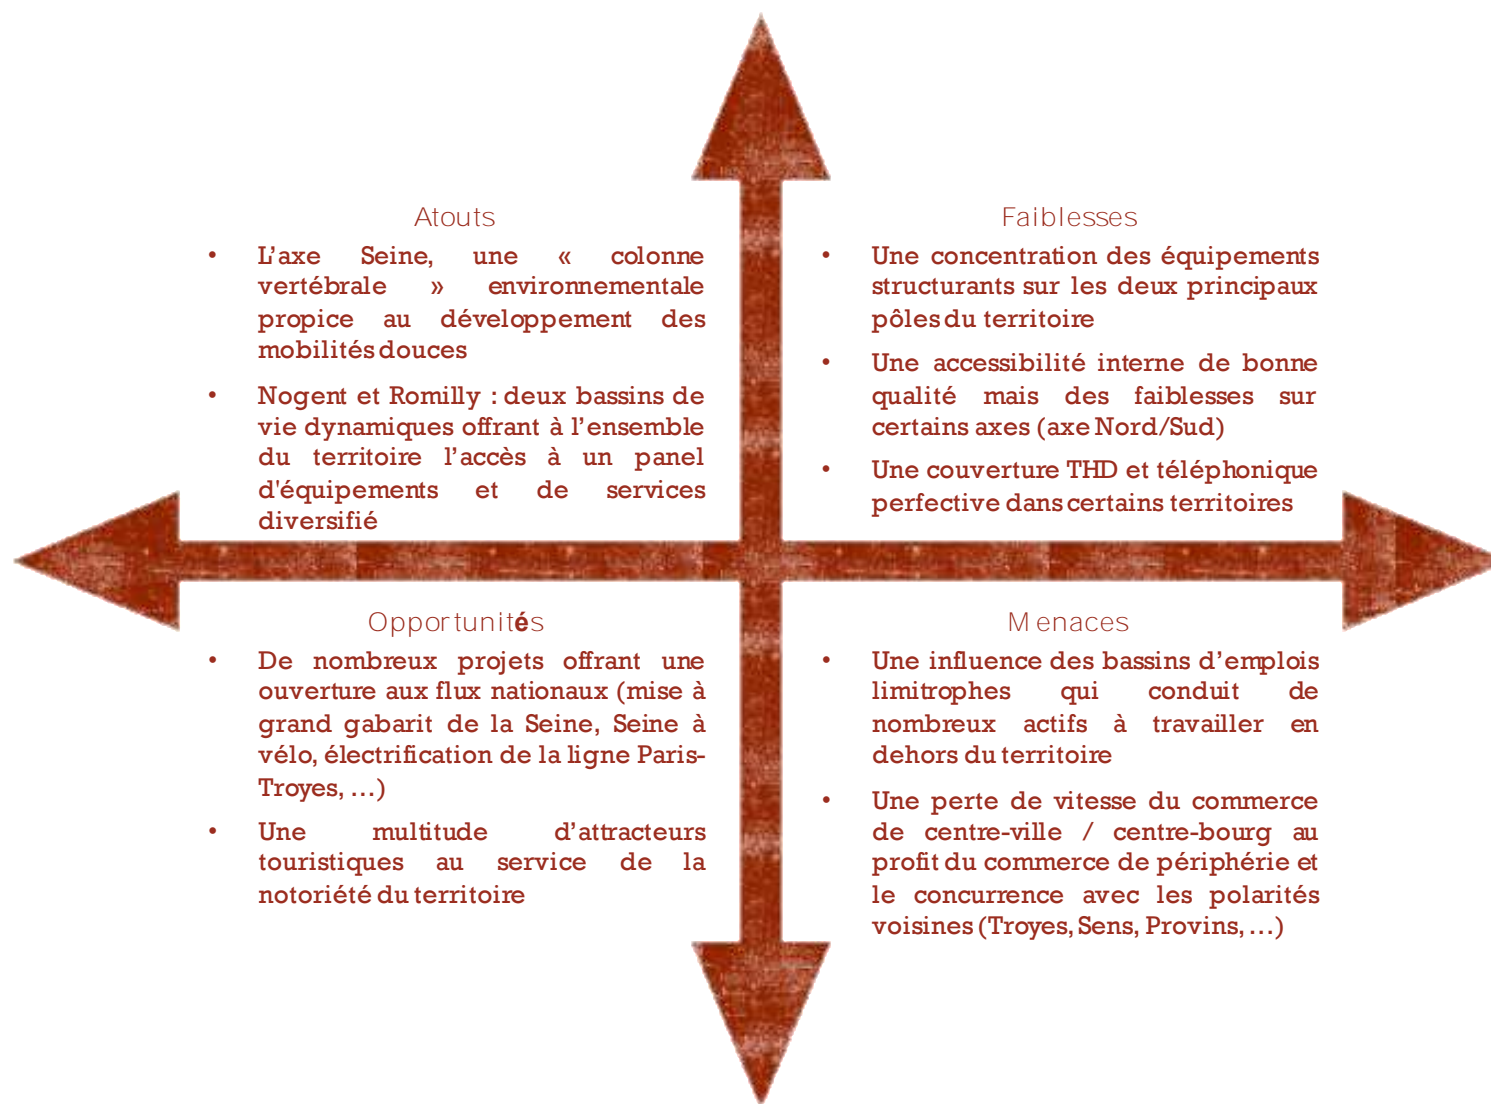 Atouts
• L’axe Seine, une « colonne
vertébrale » environnementale
propice au développement des
mobilités douces
• Nogent et Romilly : deux bassins de
vie dynamiques offrant à l’ensemble
du territoire l’accès à un panel
d'équipements et de services
diversifié
Faiblesses
• Une concentration des équipements
structurants sur les deux principaux
pôles du territoire
• Une accessibilité interne de bonne
qualité mais des faiblesses sur
certains axes (axe Nord/Sud)
• Une couverture THD et téléphonique
perfective dans certains territoires
Opportunités
• De nombreux projets offrant une
ouverture aux flux nationaux (mise à
grand gabarit de la Seine, Seine à
vélo, électrification de la ligne Paris-
Troyes, …)
• Une multitude d’attracteurs
touristiques au service de la
notoriété du territoire
Menaces
• Une influence des bassins d’emplois
limitrophes qui conduit de
nombreux actifs à travailler en
dehors du territoire
• Une perte de vitesse du commerce
de centre-ville / centre-bourg au
profit du commerce de périphérie et
le concurrence avec les polarités
voisines (Troyes, Sens, Provins, …)